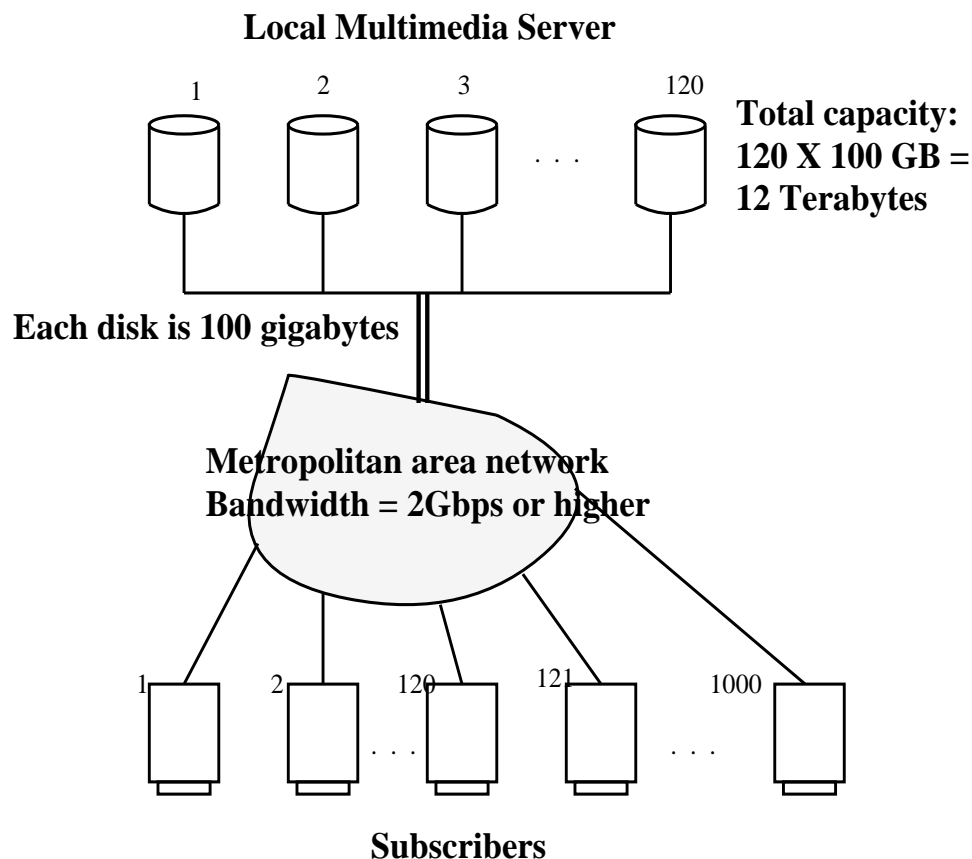 Local Multimedia Server
1 2 3 120
Total capacity:
120 X 100 GB =
12 Terabytes
. . .
Each disk is 100 gigabytes
Metropolitan area network
Bandwidth = 2Gbps or higher
1 2 120 121 1000
. . . . . .
Subscribers